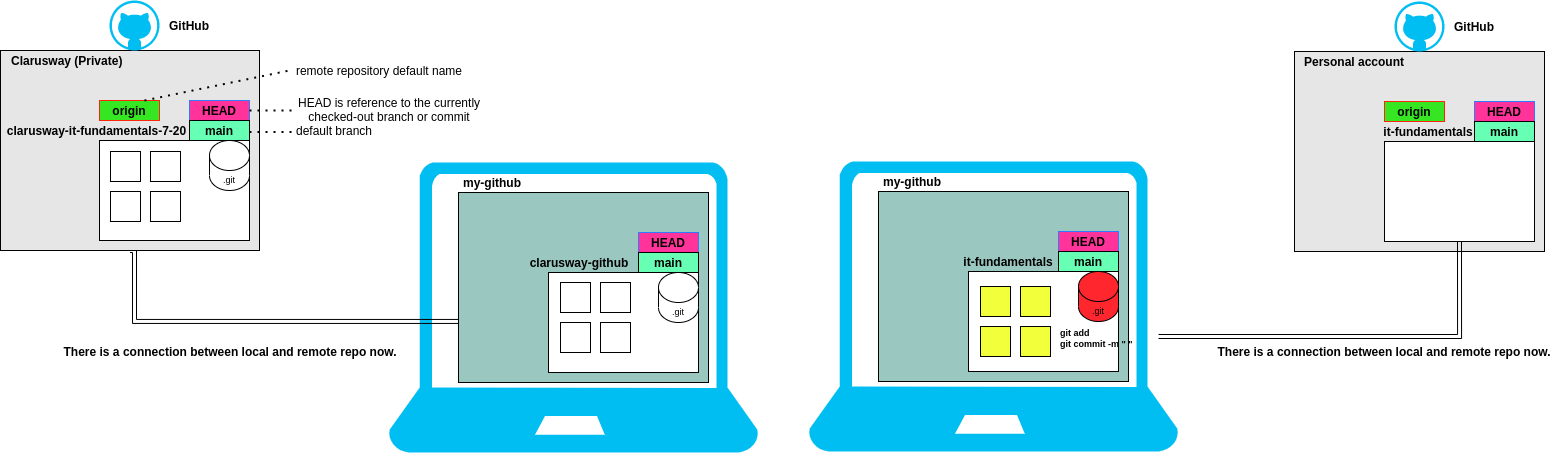 GitHub
Clarusway (Private)
remote repository default name
origin
HEAD
HEAD is reference to the currently
checked-out branch or commit
clarusway-it-fundamentals-7-20
main
default branch
.git
There is a connection between local and remote repo now.
my-github
HEAD
clarusway-github
main
.git
my-github
HEAD
it-fundamentals
main
.git
git add
git commit -m " "
GitHub
Personal account
origin
HEAD
it-fundamentals
main
There is a connection between local and remote repo now.